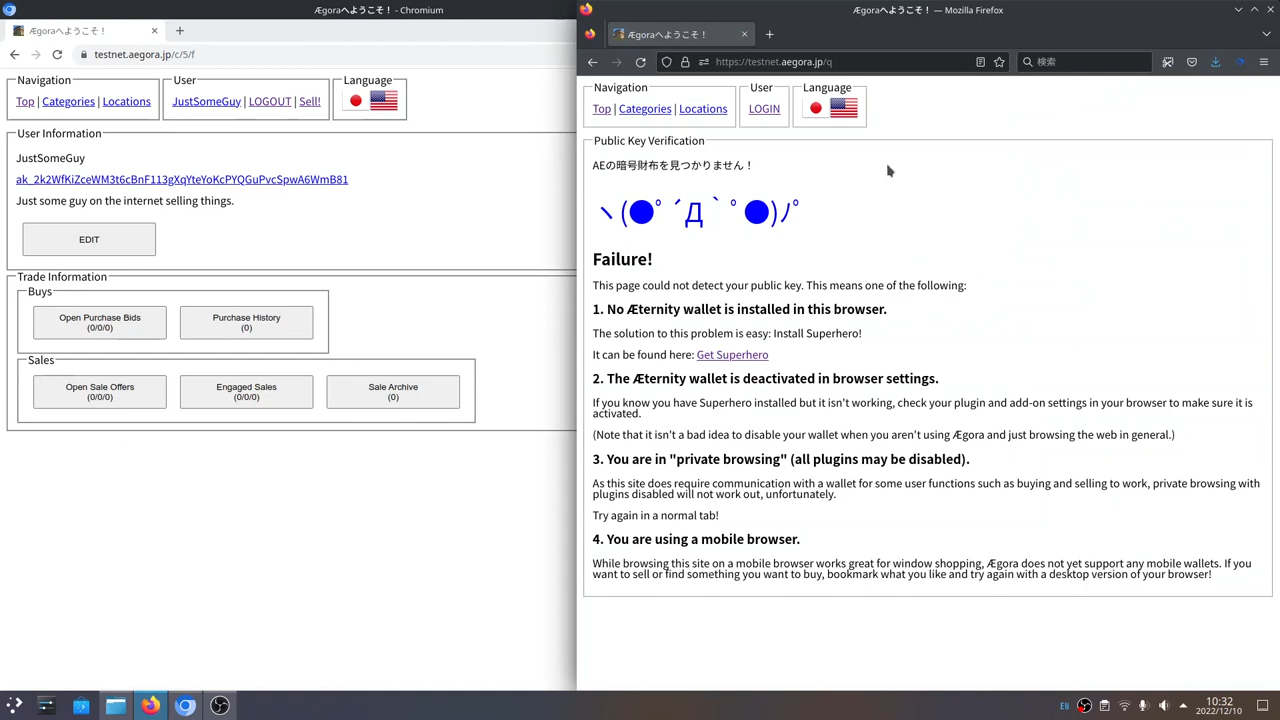 Ægoraへようこそ！ - Chromium
Ægoraへようこそ！
testnet.aegora.jp/c/5/f
Navigation
Top | Categories | Locations
User
JustSomeGuy | LOGOUT | Sell!
Language
User Information
JustSomeGuy
ak_2k2WfKiZceWM3t6cBnF113gXqYteYoKcPYQGuPvcSpwA6WmB81
Just some guy on the internet selling things.
EDIT
Trade Information
Buys
Open Purchase Bids
(0/0/0)
Purchase History
(0)
Sales
Open Sale Offers
(0/0/0)
Engaged Sales
(0/0/0)
Sale Archive
(0)
Ægoraへようこそ！ — Mozilla Firefox
Ægoraへようこそ！
https://testnet.aegora.jp/q
検索
Navigation
Top | Categories | Locations
User
LOGIN
Language
Public Key Verification
AEの暗号財布を見つかりません！
ヽ(●ﾟ´Д｀ﾟ●)ﾉﾟ
Failure!
This page could not detect your public key. This means one of the following:
1. No Æternity wallet is installed in this browser.
The solution to this problem is easy: Install Superhero!
It can be found here: Get Superhero
2. The Æternity wallet is deactivated in browser settings.
If you know you have Superhero installed but it isn't working, check your plugin and add-on settings in your browser to make sure it is
activated.
(Note that it isn't a bad idea to disable your wallet when you aren't using Ægora and just browsing the web in general.)
3. You are in "private browsing" (all plugins may be disabled).
As this site does require communication with a wallet for some user functions such as buying and selling to work, private browsing with
plugins disabled will not work out, unfortunately.
Try again in a normal tab!
4. You are using a mobile browser.
While browsing this site on a mobile browser works great for window shopping, Ægora does not yet support any mobile wallets. If you
want to sell or find something you want to buy, bookmark what you like and try again with a desktop version of your browser!
EN
10:32
2022/12/10